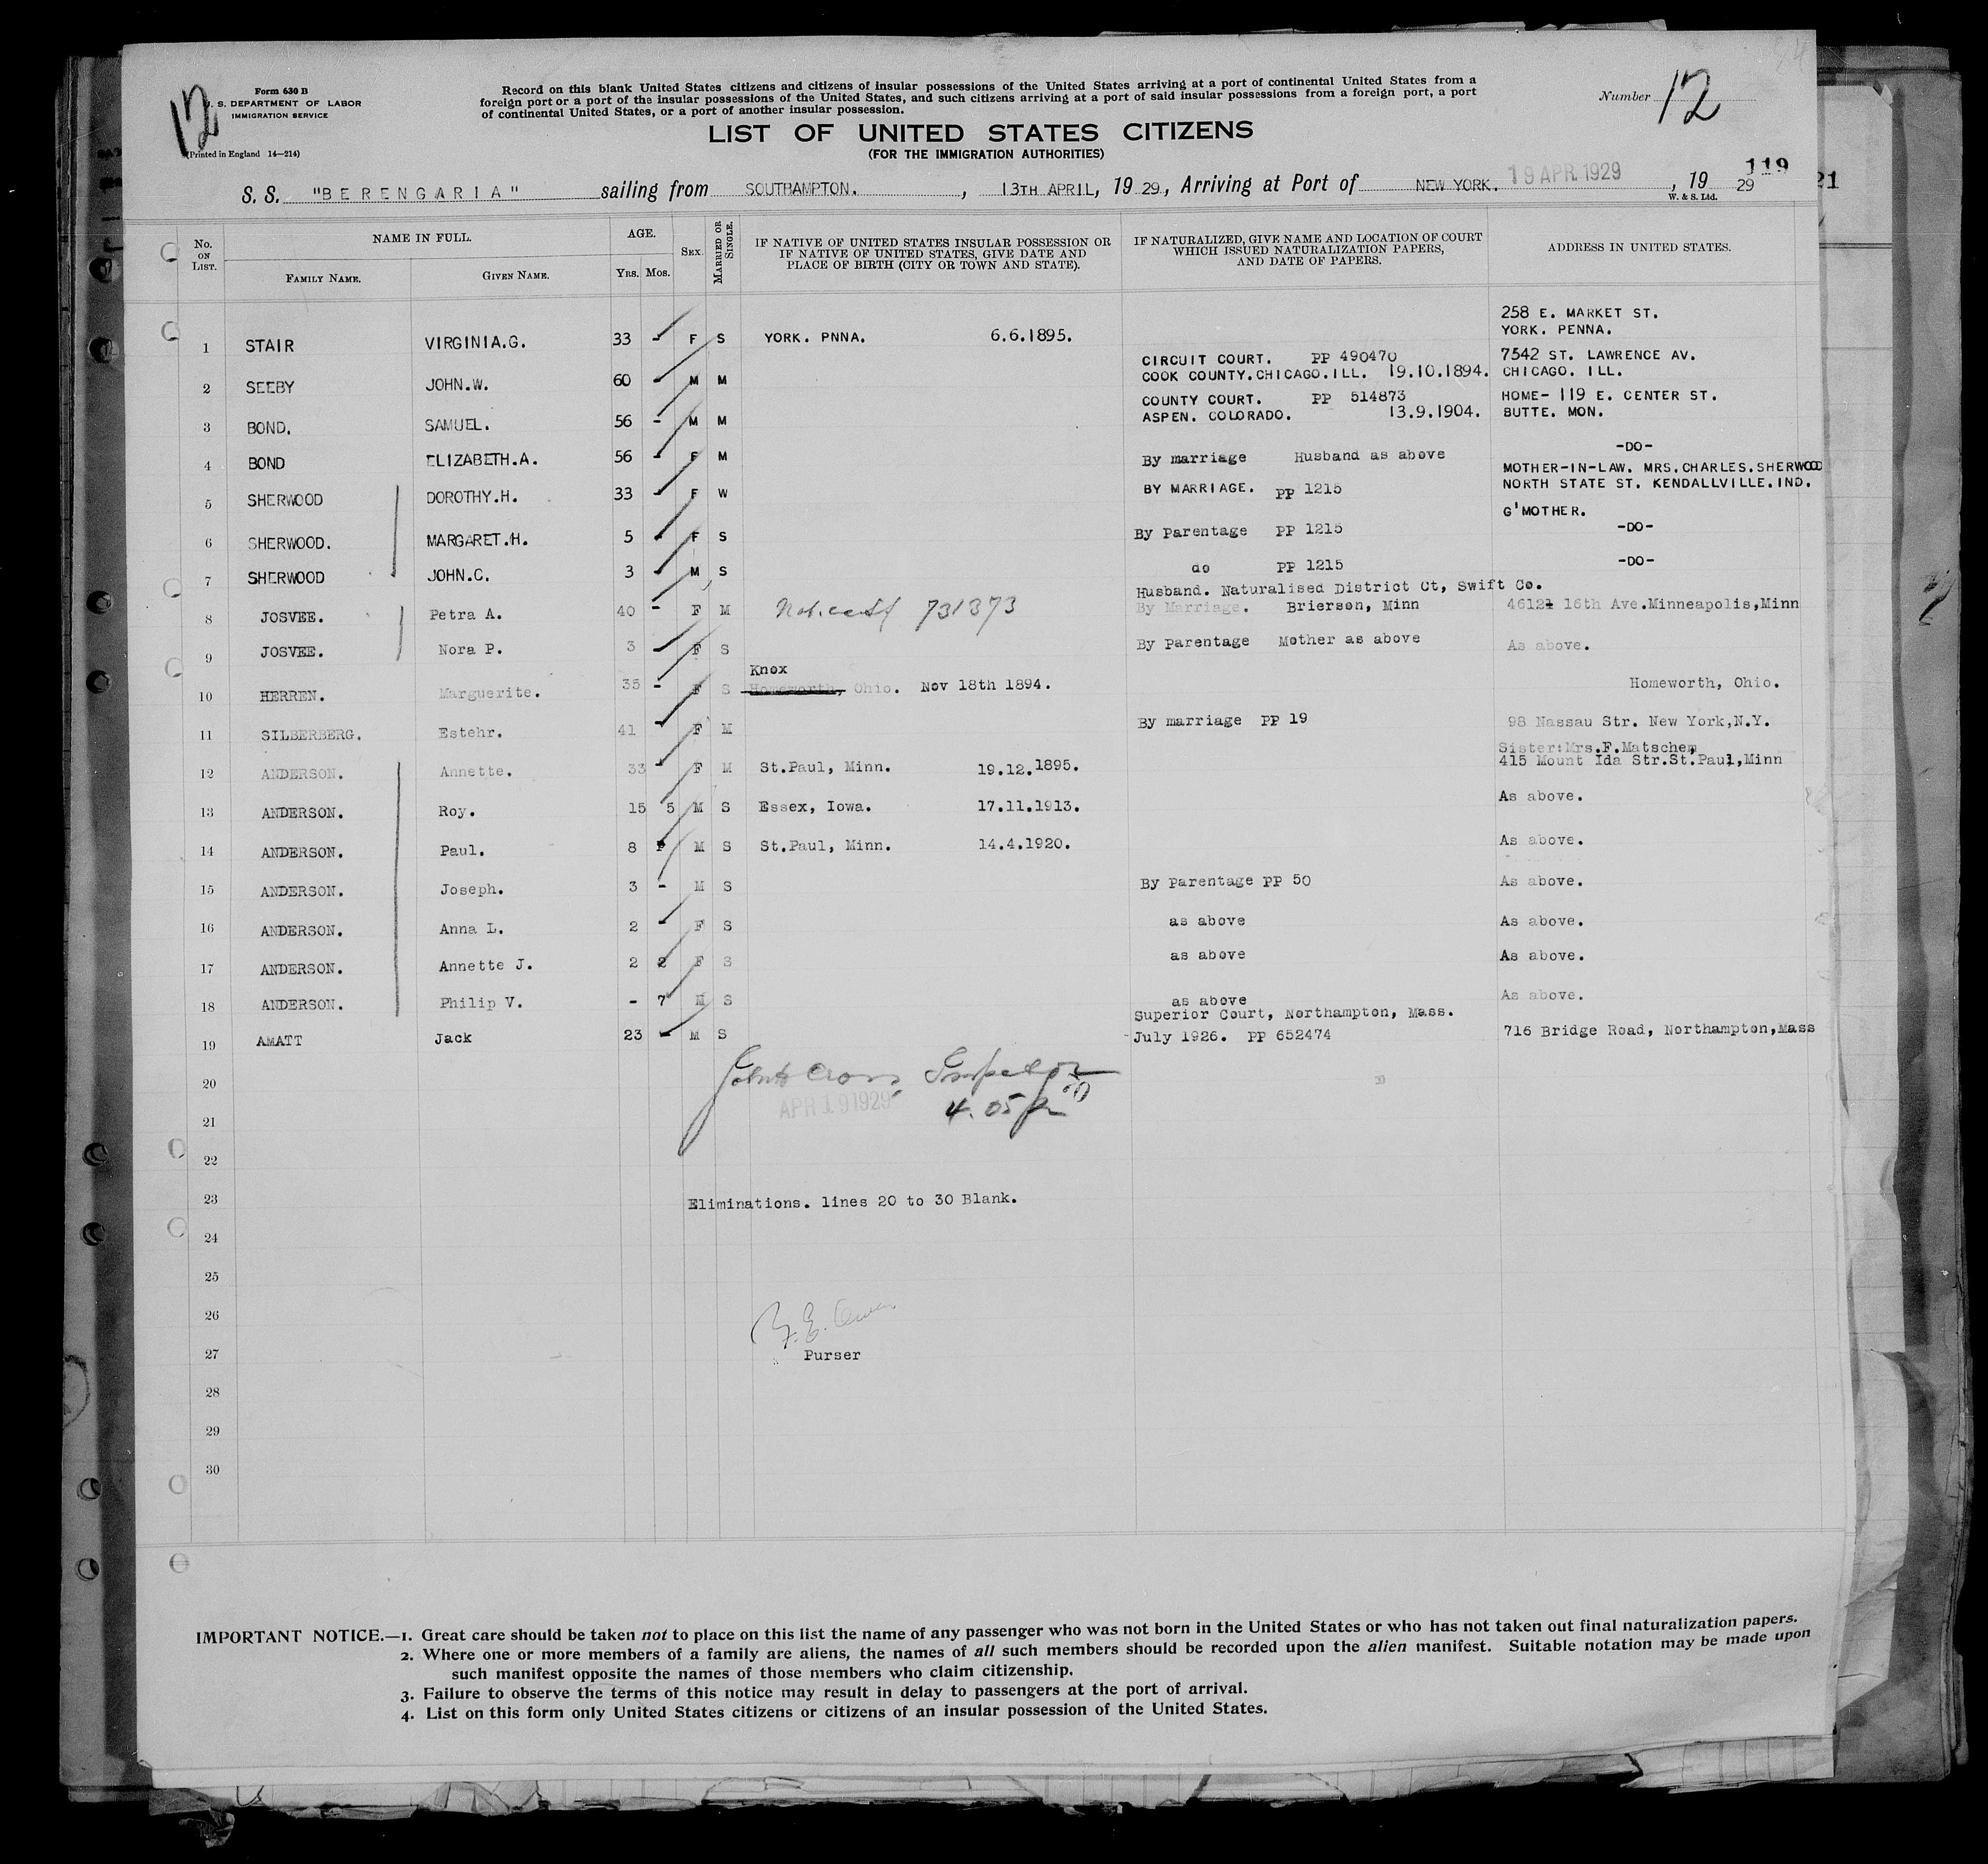 12
Form 630 B
U. S. DEPARTMENT OF LABOR
IMMIGRATION SERVICE
(Printed in England 14—214)
Record on this blank United States citizens and citizens of insular possessions of the United States arriving at a port of continental United States from a
foreign port or a port of the insular possessions of the United States, and such citizens arriving at a port of said insular possessions from a foreign port, a port
of continental United States, or a port of another insular possession.
Number 12
LIST OF UNITED STATES CITIZENS
(FOR THE IMMIGRATION AUTHORITIES)
119
S. S. "BERENGARIA" sailing from SOUTHAMPTON. , 13TH APRIL, 19 29, Arriving at Port of NEW YORK. 19 APR. 1929 , 19 29
W. & S. Ltd.
21
No. ON LIST. NAME IN FULL. FAMILY NAME. GIVEN NAME. AGE. Yrs. Mos. SEX. MARRIED OR SINGLE. IF NATIVE OF UNITED STATES INSULAR POSSESSION OR IF NATIVE OF UNITED STATES, GIVE DATE AND PLACE OF BIRTH (CITY OR TOWN AND STATE). IF NATURALIZED, GIVE NAME AND LOCATION OF COURT WHICH ISSUED NATURALIZATION PAPERS, AND DATE OF PAPERS. ADDRESS IN UNITED STATES.
1 STAIR VIRGINIA.G. 33 - F S YORK. PNNA. 6.6.1895. 258 E. MARKET ST. YORK. PENNA.
2 SEEBY JOHN.W. 60 - M M CIRCUIT COURT. PP 490470 COOK COUNTY.CHICAGO.ILL. 19.10.1894. 7542 ST. LAWRENCE AV. CHICAGO. ILL.
3 BOND. SAMUEL. 56 - M M COUNTY COURT. PP 514873 ASPEN. COLORADO. 13.9.1904. HOME- 119 E. CENTER ST. BUTTE. MON.
4 BOND ELIZABETH.A. 56 - F M By marriage Husband as above -DO-
5 SHERWOOD DOROTHY.H. 33 - F W BY MARRIAGE. PP 1215 MOTHER-IN-LAW. MRS.CHARLES.SHERWOOD NORTH STATE ST. KENDALLVILLE.IND.
6 SHERWOOD. MARGARET.H. 5 - F S By Parentage PP 1215 G'MOTHER. -DO-
7 SHERWOOD JOHN.C. 3 - M S do PP 1215 -DO-
8 JOSVEE. Petra A. 40 - F M Nat. cert 731373 Husband. Naturalised District Ct, Swift Co. By Marriage. Brierson, Minn 46121 16th Ave.Minneapolis,Minn
9 JOSVEE. Nora P. 3 - F S By Parentage Mother as above As above.
10 HERREN. Marguerite. 35 - F S Knox Homeworth, Ohio. Nov 18th 1894. Homeworth, Ohio.
11 SILBERBERG. Estehr. 41 - F M By marriage PP 19 98 Nassau Str. New York,N.Y.
12 ANDERSON. Annette. 33 - F M St.Paul, Minn. 19.12.1895. Sister:Mrs.F.Matschem, 415 Mount Ida Str.St.Paul,Minn
13 ANDERSON. Roy. 15 5 M S Essex, Iowa. 17.11.1913. As above.
14 ANDERSON. Paul. 8 M S St.Paul, Minn. 14.4.1920. As above.
15 ANDERSON. Joseph. 3 - M S By Parentage PP 50 As above.
16 ANDERSON. Anna L. 2 - F S as above As above.
17 ANDERSON. Annette J. 2 2 F S as above As above.
18 ANDERSON. Philip V. - 7 M S as above As above.
19 AMATT Jack 23 - M S Superior Court, Northampton, Mass. July 1926. PP 652474 716 Bridge Road, Northampton,Mass
20
APR 19 1929 4.05 pm
21
22
23 Eliminations. lines 20 to 30 Blank.
24
25
26
27 Purser
28
29
30
IMPORTANT NOTICE.—1. Great care should be taken not to place on this list the name of any passenger who was not born in the United States or who has not taken out final naturalization papers.
2. Where one or more members of a family are aliens, the names of all such members should be recorded upon the alien manifest. Suitable notation may be made upon
such manifest opposite the names of those members who claim citizenship.
3. Failure to observe the terms of this notice may result in delay to passengers at the port of arrival.
4. List on this form only United States citizens or citizens of an insular possession of the United States.